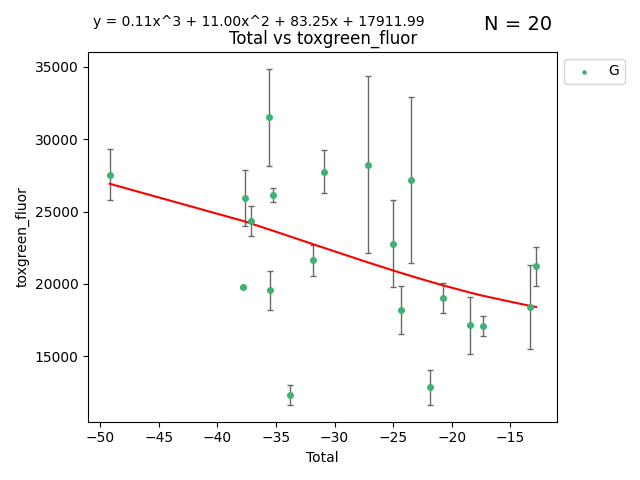 y = 0.11x^3 + 11.00x^2 + 83.25x + 17911.99
N = 20
Total vs toxgreen_fluor
G
35000
30000
25000
20000
15000
toxgreen_fluor
−50
−45
−40
−35
−30
−25
−20
−15
Total